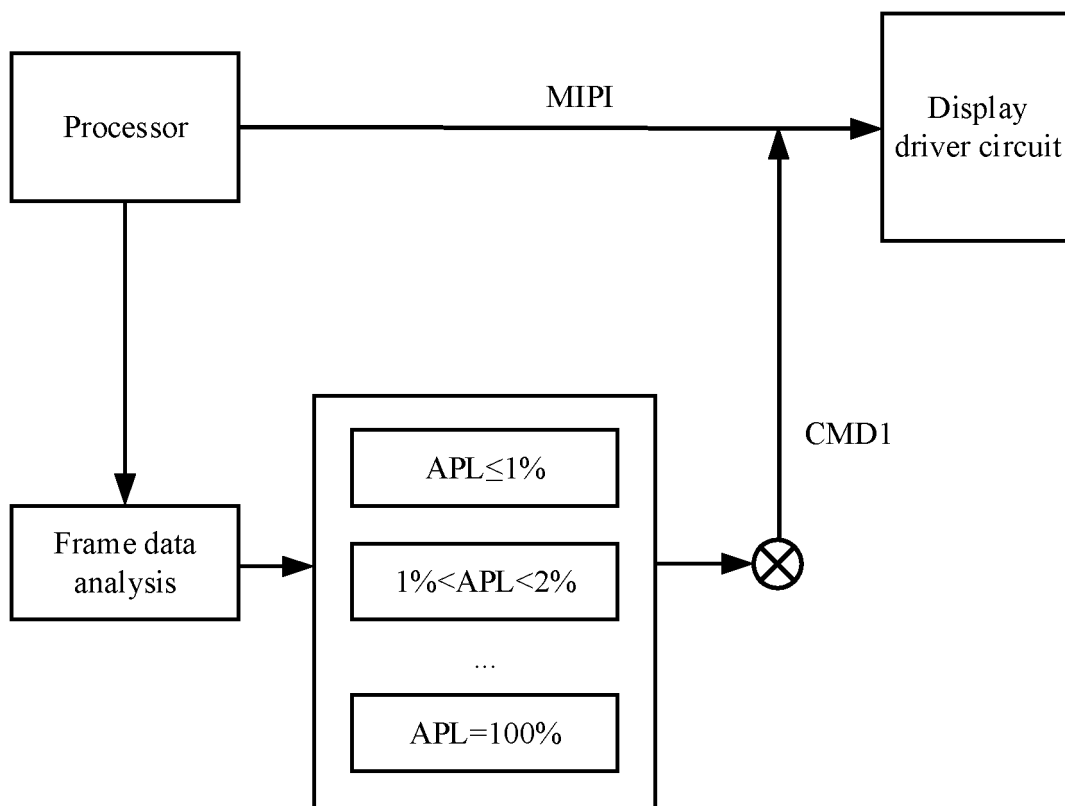 MIPI
Processor
Display
driver circuit
CMD1
APL≤1%
Frame data
analysis
1%<APL<2%
...
APL=100%